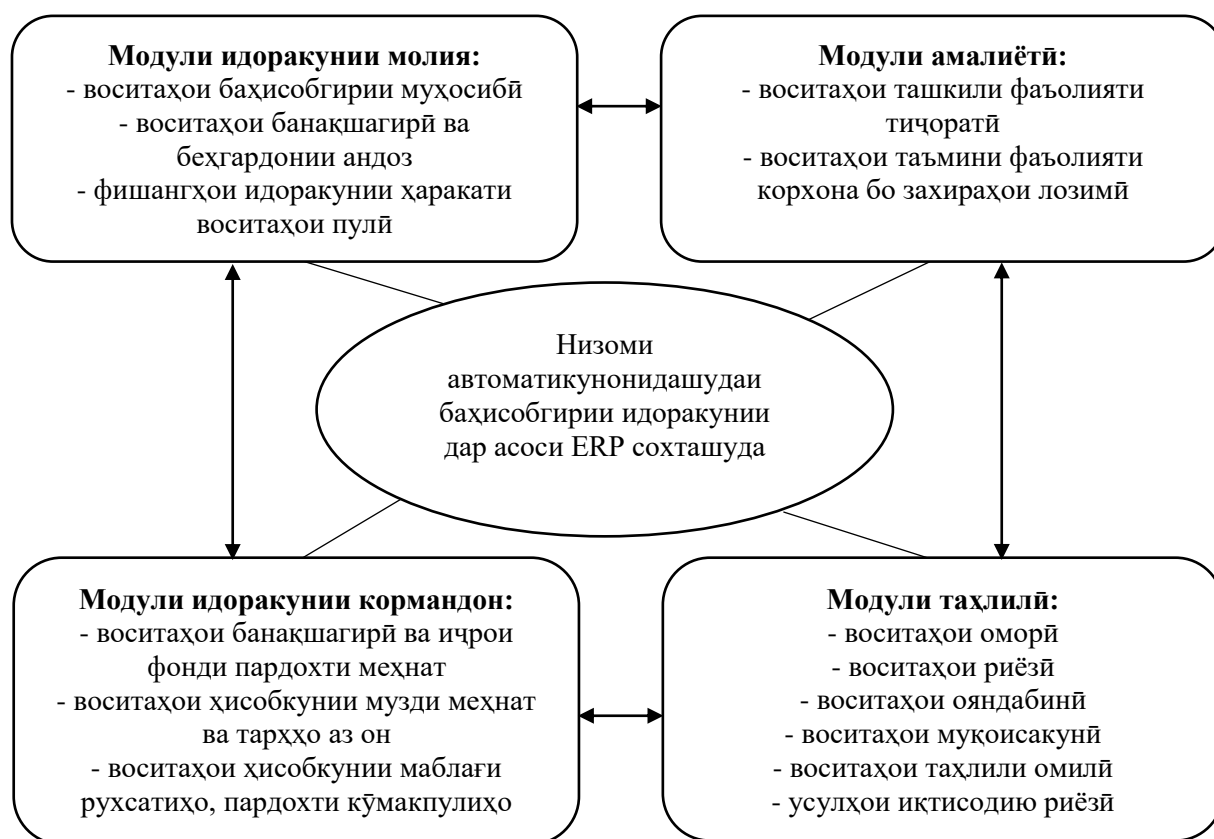 Модули идоракунии молия:
- воситаҳои баҳисобгирии муҳосибӣ
- воситаҳои банақшагирӣ ва
беҳгардонии андоз
- фишангҳои идоракунии ҳаракати
воситаҳои пулӣ
Модули амалиётӣ:
- воситаҳои ташкили фаъолияти
тиҷоратӣ
- воситаҳои таъмини фаъолияти
корхона бо захираҳои лозимӣ
Низоми
автоматикунонидашудаи
баҳисобгирии идоракунии
дар асоси ERP сохташуда
Модули идоракунии кормандон:
- воситаҳои банақшагирӣ ва иҷрои
фонди пардохти меҳнат
- воситаҳои ҳисобкунии музди меҳнат
ва тарҳҳо аз он
- воситаҳои ҳисобкунии маблағи
рухсатиҳо, пардохти кӯмакпулиҳо
Модули таҳлилӣ:
- воситаҳои оморӣ
- воситаҳои риёзӣ
- воситаҳои ояндабинӣ
- воситаҳои муқоисакунӣ
- воситаҳои таҳлили омилӣ
- усулҳои иқтисодию риёзӣ